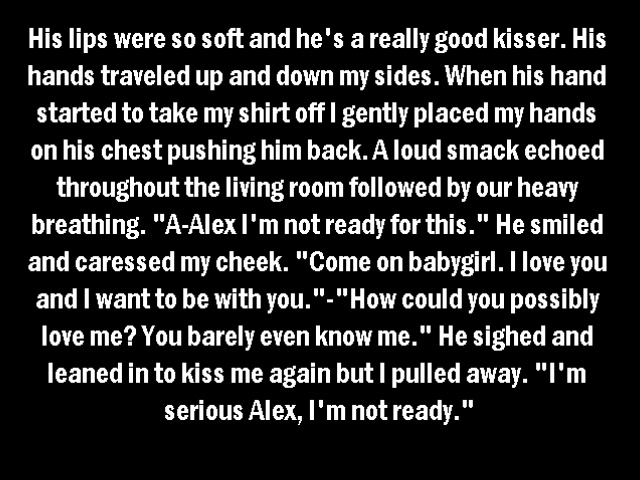 His lips were so soft and he's a really good kisser. His
hands traveled up and down my sides. When his hand
started to take my shirt off I gently placed my hands
on his chest pushing him back. A loud smack echoed
throughout the living room followed by our heavy
breathing. "A-Alex I'm not ready for this." He smiled
and caressed my cheek. "Come on babygirl. I love you
and I want to be with you."-"How could you possibly
love me? You barely even know me." He sighed and
leaned in to kiss me again but I pulled away. "I'm
serious Alex, I'm not ready."